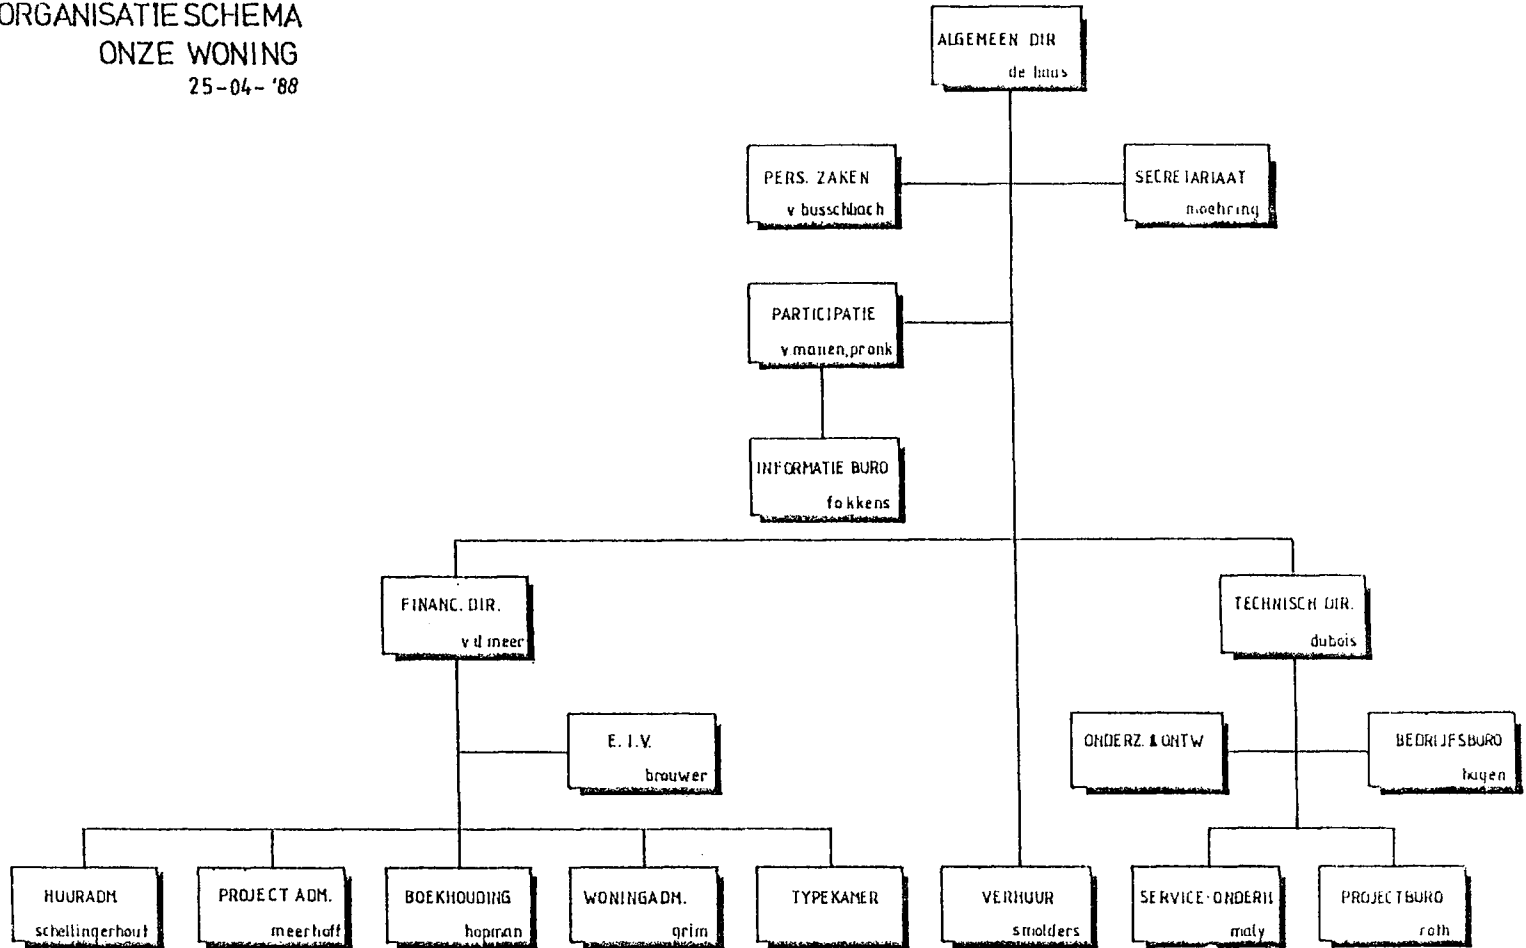 ORGANISATIESCHEMA
ONZE WONING
25-04-'88
ALGEMEEN DIR
de haas
PERS. ZAKEN
v busschbach
SECRETARIAAT
moehring
PARTICIPATIE
v manen, pronk
INFORMATIE BURO
fokkens
FINANC. DIR.
v d meer
TECHNISCH DIR.
dubois
E.I.V.
brouwer
ONDERZ. & ONTW
BEDRIJFSBURO
hagen
HUURADM.
schellingerhout
PROJECT ADM.
meerhoff
BOEKHOUDING
hopman
WONINGADM.
grim
TYPEKAMER
VERHUUR
smolders
SERVICE-ONDERH
maly
PROJECTBURO
roth